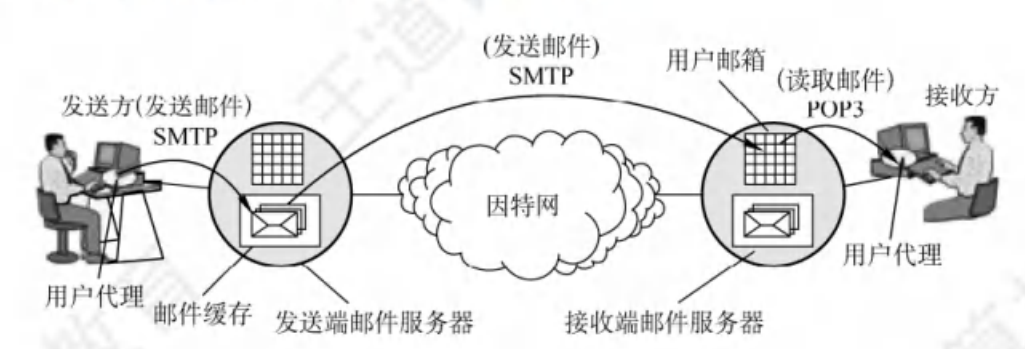 (发送邮件)
SMTP
用户邮箱
(读取邮件)
POP3
接收方
发送方(发送邮件)
SMTP
因特网
用户代理
邮件缓存
发送端邮件服务器
接收端邮件服务器
用户代理